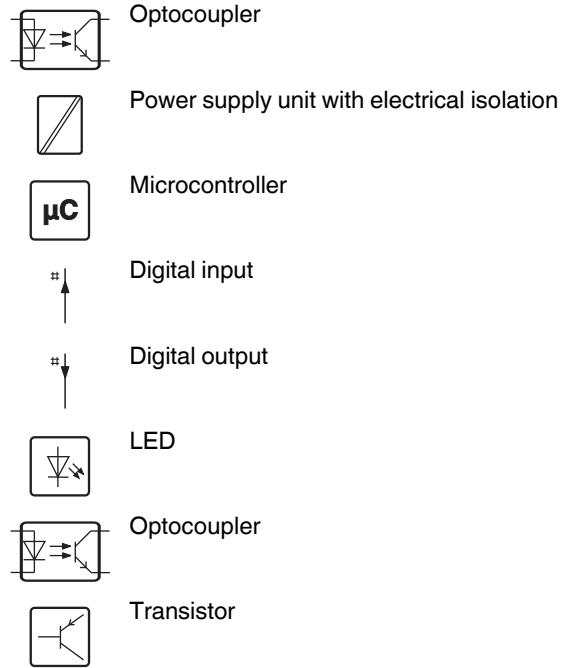 Optocoupler
Power supply unit with electrical isolation
µC
Microcontroller
#
Digital input
#
Digital output
LED
Optocoupler
Transistor